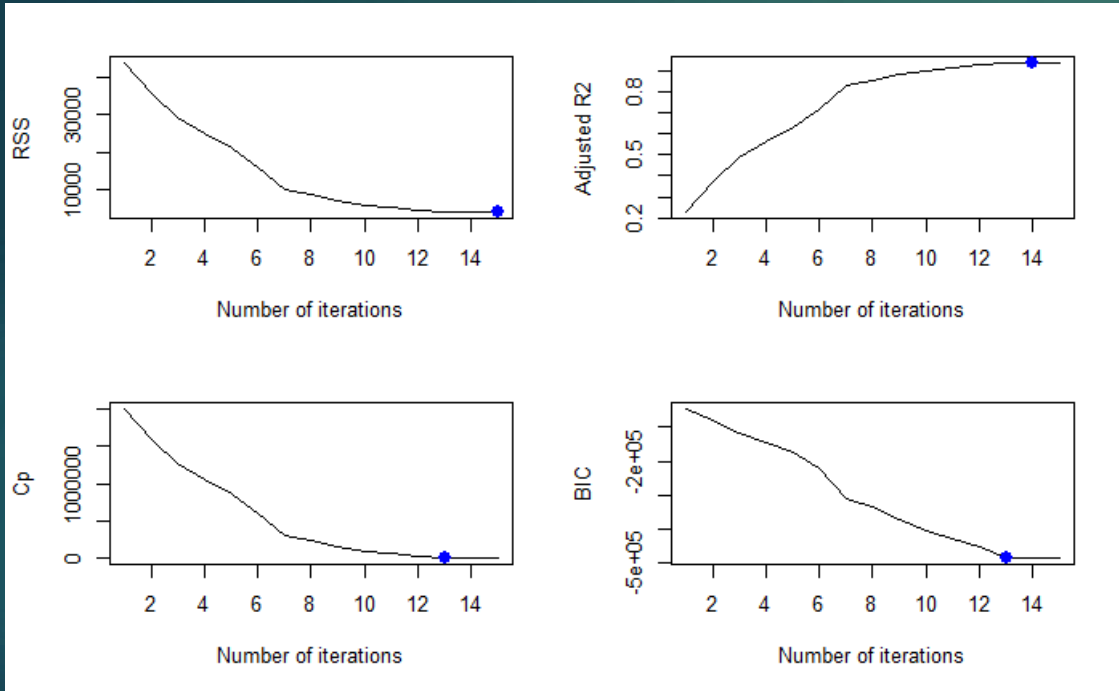 RSS
30000
10000
2 4 6 8 10 12 14
Number of iterations
Adjusted R2
0.8
0.5
0.2
2 4 6 8 10 12 14
Number of iterations
Cp
1000000
0
2 4 6 8 10 12 14
Number of iterations
BIC
-2e+05
-5e+05
2 4 6 8 10 12 14
Number of iterations